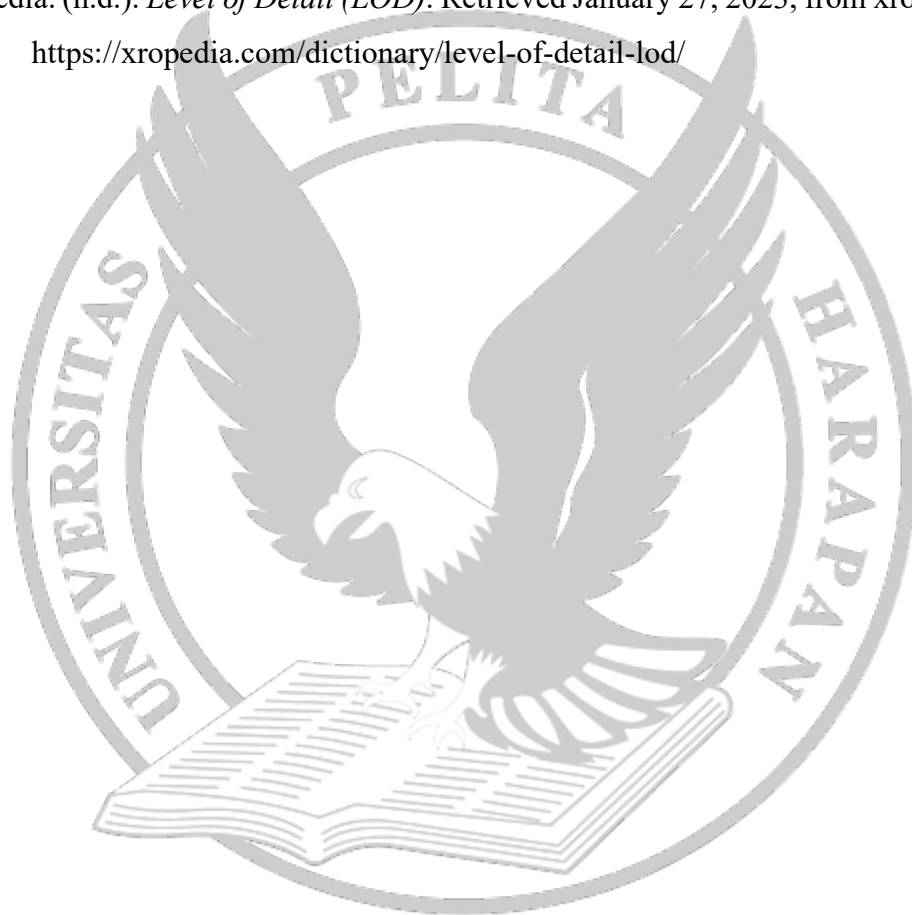 edia. (n.d.). Level of Detail (LOD). Retrieved January 27, 2023, from xro
https://xropedia.com/dictionary/level-of-detail-lod/
PELITA
UNIVERSITAS
HARAPAN